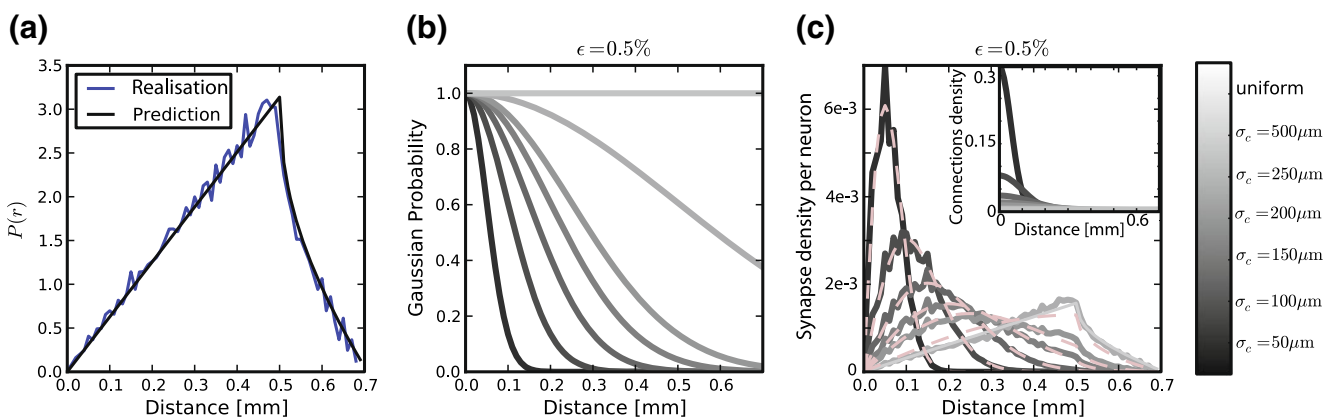 (a)
3.5
3.0
2.5
2.0
1.5
1.0
0.5
0.0
P(r)
Realisation
Prediction
0.0 0.1 0.2 0.3 0.4 0.5 0.6 0.7
Distance [mm]
(b)
ϵ=0.5%
1.0
0.8
0.6
0.4
0.2
0.0
Gaussian Probability
0.0 0.1 0.2 0.3 0.4 0.5 0.6
Distance [mm]
(c)
ϵ=0.5%
6e-3
4e-3
2e-3
0
Synapse density per neuron
0.3
0.15
0
Connections density
0 0.6
Distance [mm]
0.0 0.1 0.2 0.3 0.4 0.5 0.6 0.7
Distance [mm]
uniform
σc=500μm
σc=250μm
σc=200μm
σc=150μm
σc=100μm
σc=50μm